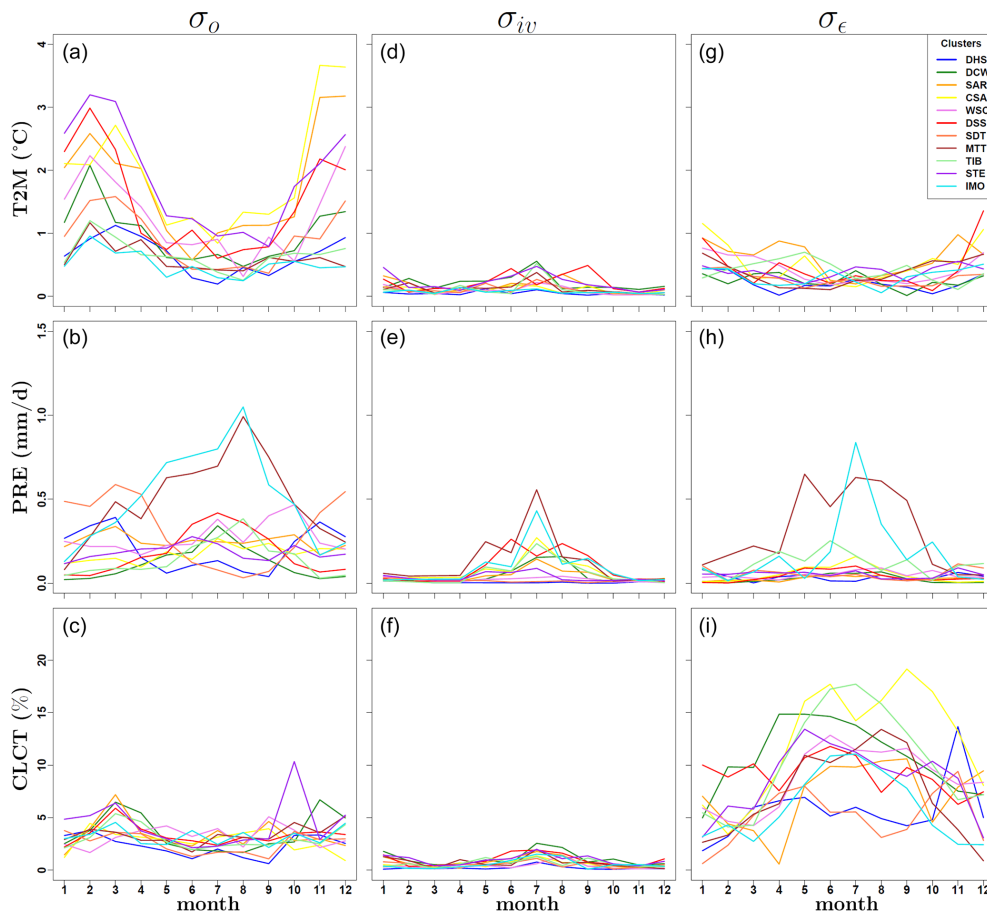 σ_o σ_iv σ_ϵ
(a) (d) (g)
T2M (°C)
4
3
2
1
0
Clusters
DHS
DCW
SAR
CSA
WSC
DSS
SDT
MTT
TIB
STE
IMO
(b) (e) (h)
PRE (mm/d)
1.5
1.0
0.5
0.0
(c) (f) (i)
CLCT (%)
20
15
10
5
0
1 2 3 4 5 6 7 8 9 10 11 12 1 2 3 4 5 6 7 8 9 10 11 12 1 2 3 4 5 6 7 8 9 10 11 12
month month month